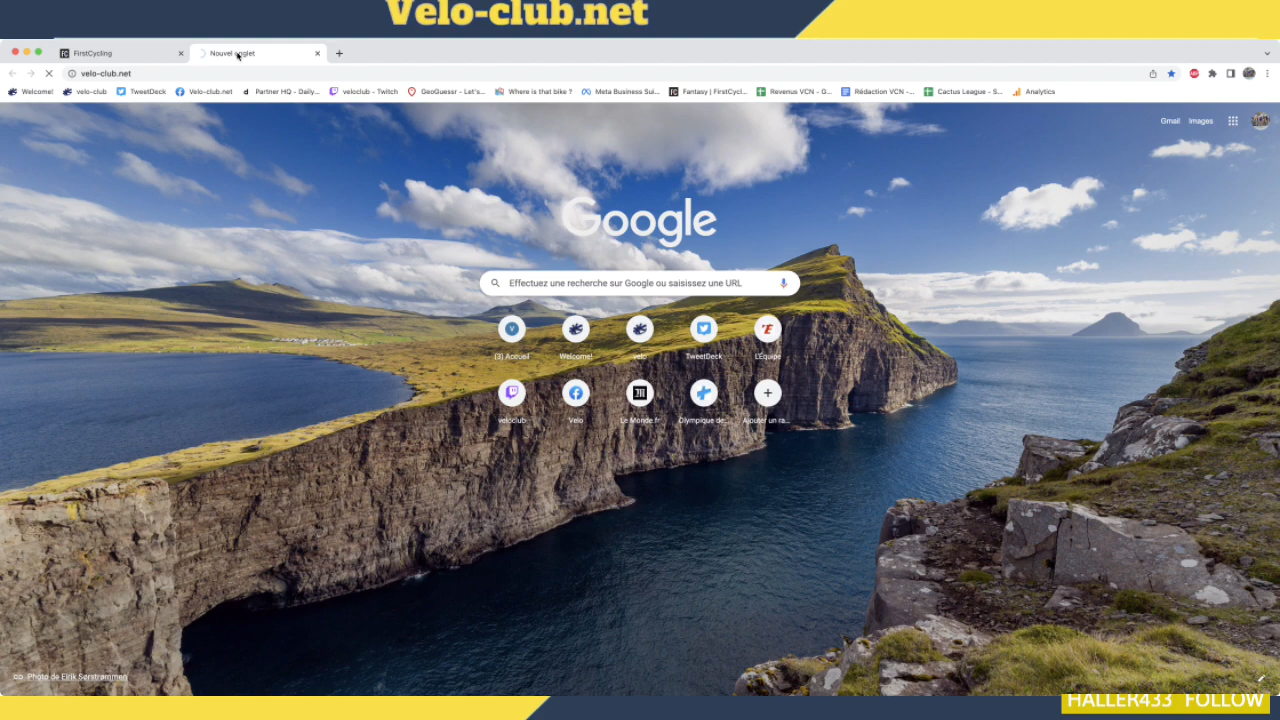 Velo-club.net
FirstCycling
Nouvel onglet
velo-club.net
Welcome! velo-club TweetDeck Velo-club.net Partner HQ - Daily... veloclub - Twitch GeoGuessr - Let's... Where is that bike ? Meta Business Sui... Fantasy | FirstCycl... Revenus VCN - G... Rédaction VCN -... Cactus League - S... Analytics
Gmail Images
Google
Effectuez une recherche sur Google ou saisissez une URL
(3) Accueil Welcome! velo TweetDeck L'Équipe
veloclub Velo Le Monde.fr Olympique de... Ajouter un ra...
Photo de Eirik Sørstrømmen
HALLER433 FOLLOW